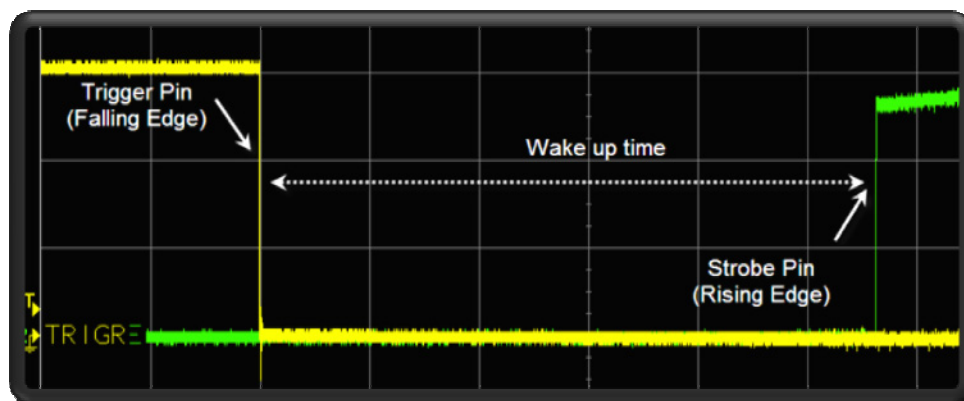 Trigger Pin
(Falling Edge)
Wake up time
Strobe Pin
(Rising Edge)
T
TRIGRE